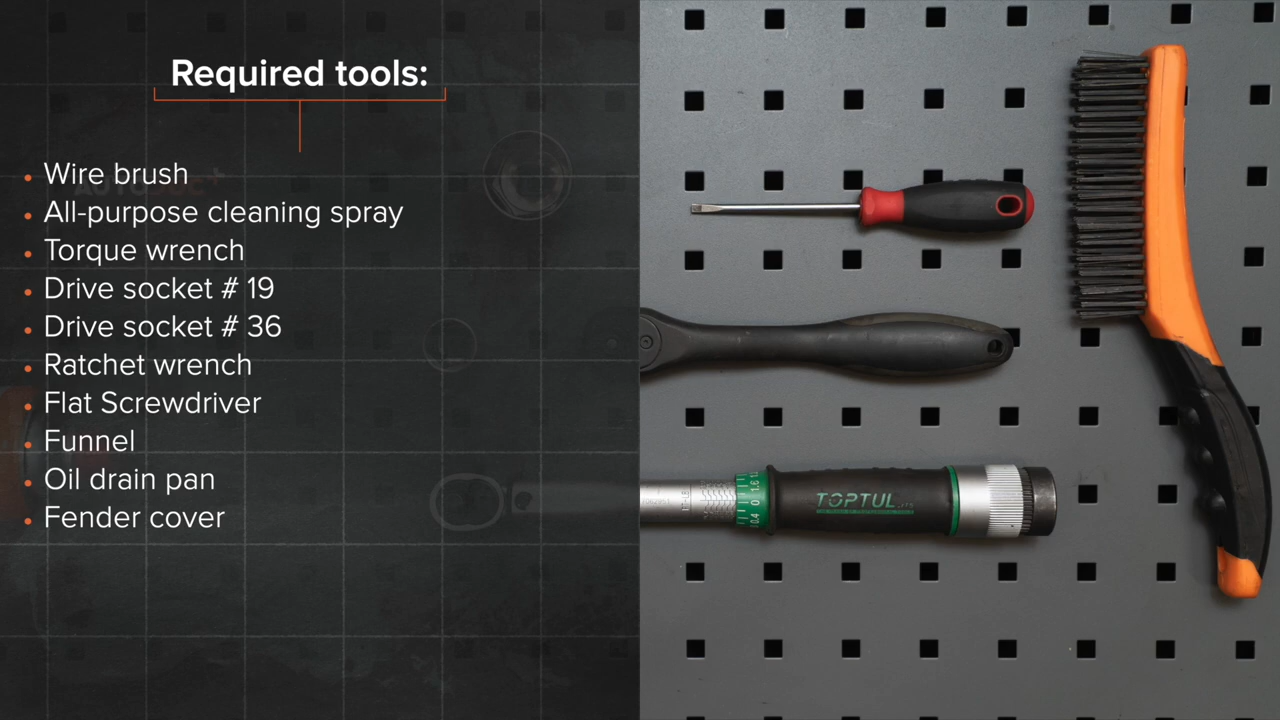 Required tools:
Wire brush
All-purpose cleaning spray
Torque wrench
Drive socket # 19
Drive socket # 36
Ratchet wrench
Flat Screwdriver
Funnel
Oil drain pan
Fender cover
TOPTUL